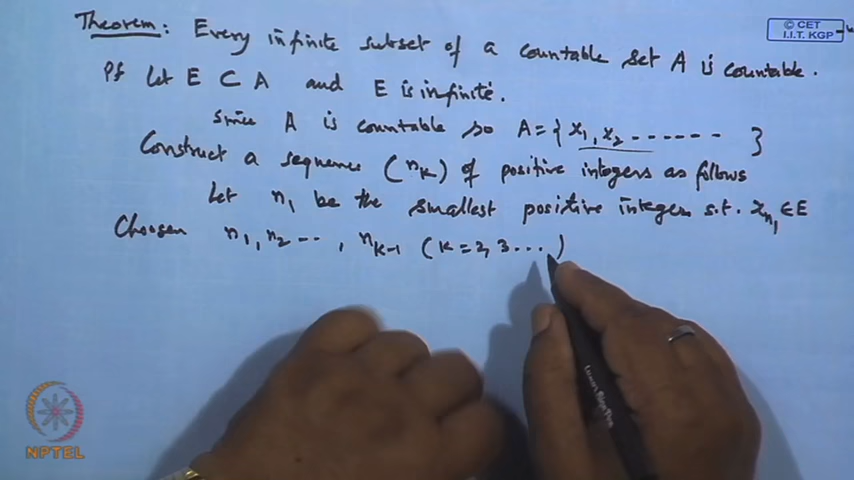 © CET
I.I.T. KGP
Theorem: Every infinite subset of a countable set A is countable.
Pf Let E ⊂ A and E is infinite.
Since A is countable so A = { x₁, x₂ ------ }
Construct a sequence (nₖ) of positive integers as follows
Let n₁ be the smallest positive integer s.t. xₙ₁ ∈ E
Choosen n₁, n₂ --, nₖ₋₁ (k = 2, 3 ...)
NPTEL
Luxor